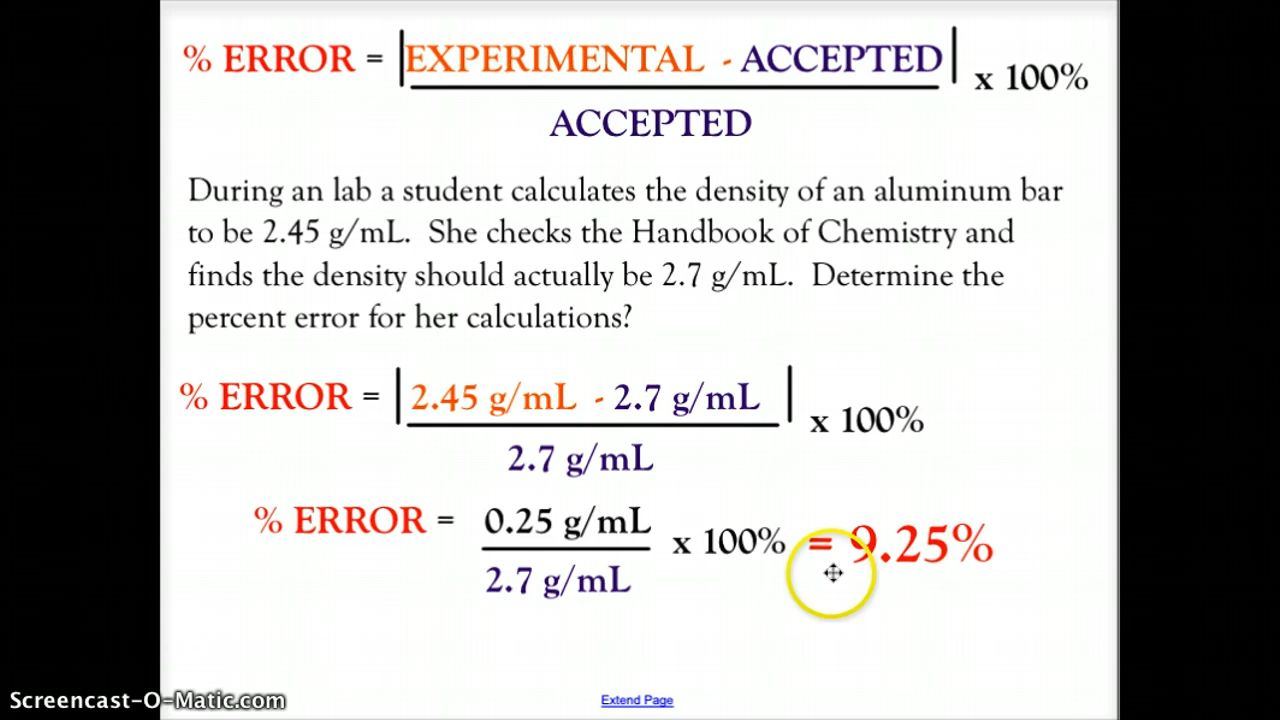 % ERROR = |EXPERIMENTAL - ACCEPTED| x 100%
ACCEPTED
During an lab a student calculates the density of an aluminum bar
to be 2.45 g/mL. She checks the Handbook of Chemistry and
finds the density should actually be 2.7 g/mL. Determine the
percent error for her calculations?
% ERROR = |2.45 g/mL - 2.7 g/mL| x 100%
2.7 g/mL
% ERROR = 0.25 g/mL x 100% = 9.25%
2.7 g/mL
Screencast-O-Matic.com
Extend Page